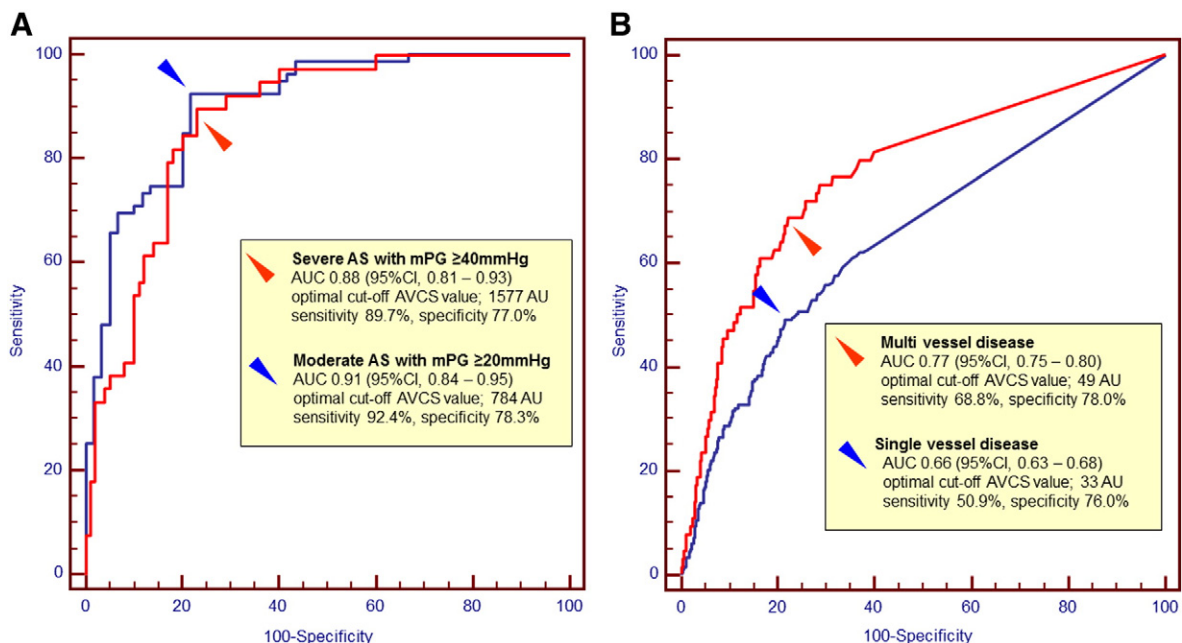 A
100
80
60
40
20
0
Sensitivity
0 20 40 60 80 100
100-Specificity
Severe AS with mPG ≥40mmHg
AUC 0.88 (95%CI, 0.81 – 0.93)
optimal cut-off AVCS value; 1577 AU
sensitivity 89.7%, specificity 77.0%
Moderate AS with mPG ≥20mmHg
AUC 0.91 (95%CI, 0.84 – 0.95)
optimal cut-off AVCS value; 784 AU
sensitivity 92.4%, specificity 78.3%
B
100
80
60
40
20
0
Sensitivity
0 20 40 60 80 100
100-Specificity
Multi vessel disease
AUC 0.77 (95%CI, 0.75 – 0.80)
optimal cut-off AVCS value; 49 AU
sensitivity 68.8%, specificity 78.0%
Single vessel disease
AUC 0.66 (95%CI, 0.63 – 0.68)
optimal cut-off AVCS value; 33 AU
sensitivity 50.9%, specificity 76.0%